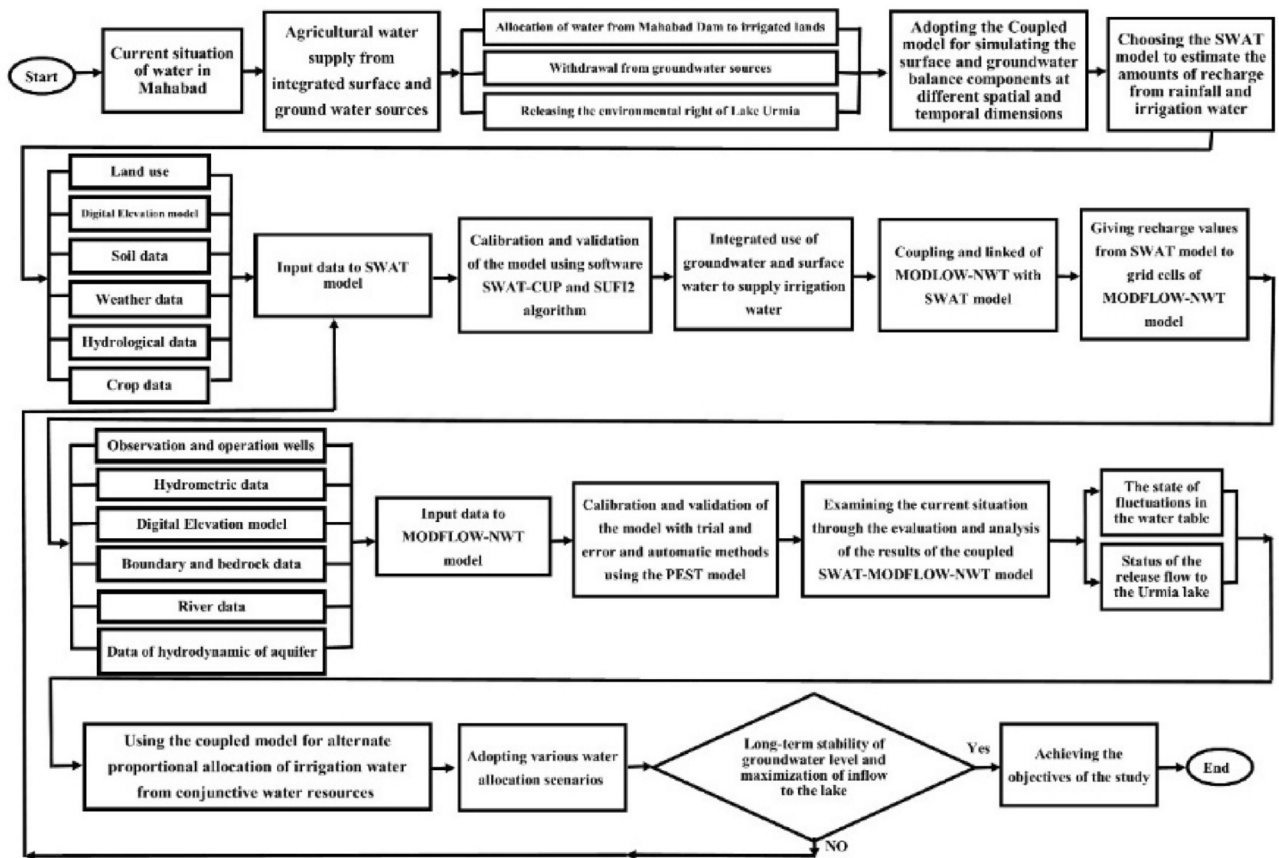 Start
Current situation
of water in
Mahabad
Agricultural water
supply from
integrated surface and
ground water sources
Allocation of water from Mahabad Dam to irrigated lands
Withdrawal from groundwater sources
Releasing the environmental right of Lake Urmia
Adopting the Coupled
model for simulating the
surface and groundwater
balance components at
different spatial and
temporal dimensions
Choosing the SWAT
model to estimate the
amounts of recharge
from rainfall and
irrigation water
Land use
Digital Elevation model
Soil data
Weather data
Hydrological data
Crop data
Input data to SWAT
model
Calibration and validation
of the model using software
SWAT-CUP and SUFI2
algorithm
Integrated use of
groundwater and surface
water to supply irrigation
water
Coupling and linked of
MODLOW-NWT with
SWAT model
Giving recharge values
from SWAT model to
grid cells of
MODFLOW-NWT
model
Observation and operation wells
Hydrometric data
Digital Elevation model
Boundary and bedrock data
River data
Data of hydrodynamic of aquifer
Input data to
MODFLOW-NWT
model
Calibration and validation of
the model with trial and
error and automatic methods
using the PEST model
Examining the current situation
through the evaluation and analysis
of the results of the coupled
SWAT-MODFLOW-NWT model
The state of
fluctuations in
the water table
Status of the
release flow to
the Urmia lake
Using the coupled model for alternate
proportional allocation of irrigation water
from conjunctive water resources
Adopting various water
allocation scenarios
Long-term stability of
groundwater level and
maximization of inflow
to the lake
Yes
NO
Achieving the
objectives of the study
End